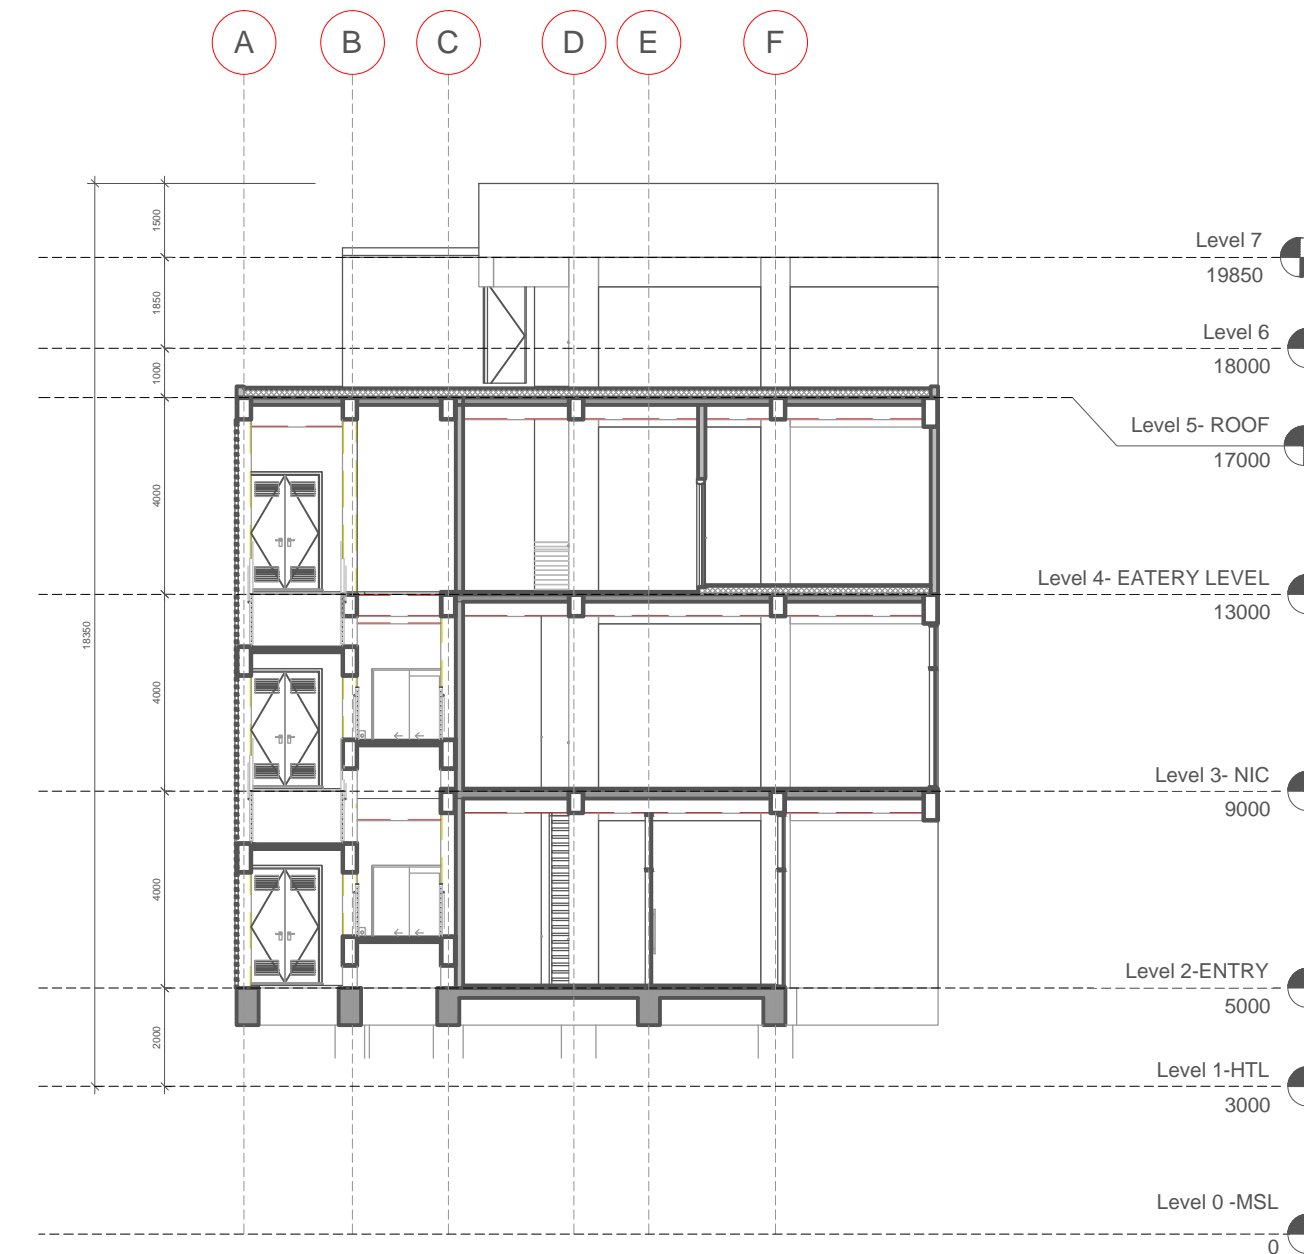 A B C D E F
1500
Level 7
19850
1850
Level 6
18000
1000
Level 5- ROOF
17000
4000
Level 4- EATERY LEVEL
13000
18350
4000
Level 3- NIC
9000
4000
Level 2-ENTRY
5000
2000
Level 1-HTL
3000
Level 0 -MSL
0